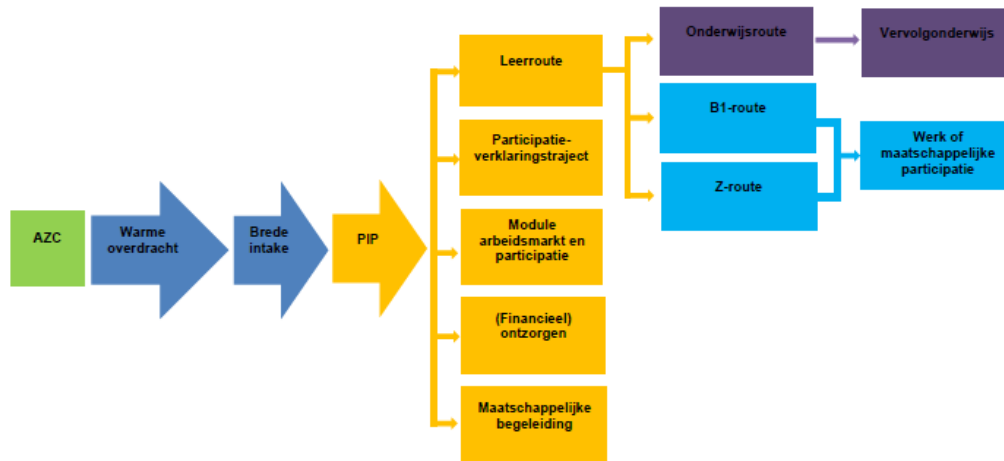 AZC
Warme
overdracht
Brede
intake
PIP
Leerroute
Participatie-
verklaringstraject
Module
arbeidsmarkt en
participatie
(Financieel)
ontzorgen
Maatschappelijke
begeleiding
Onderwijsroute
Vervolgonderwijs
B1-route
Z-route
Werk of
maatschappelijke
participatie